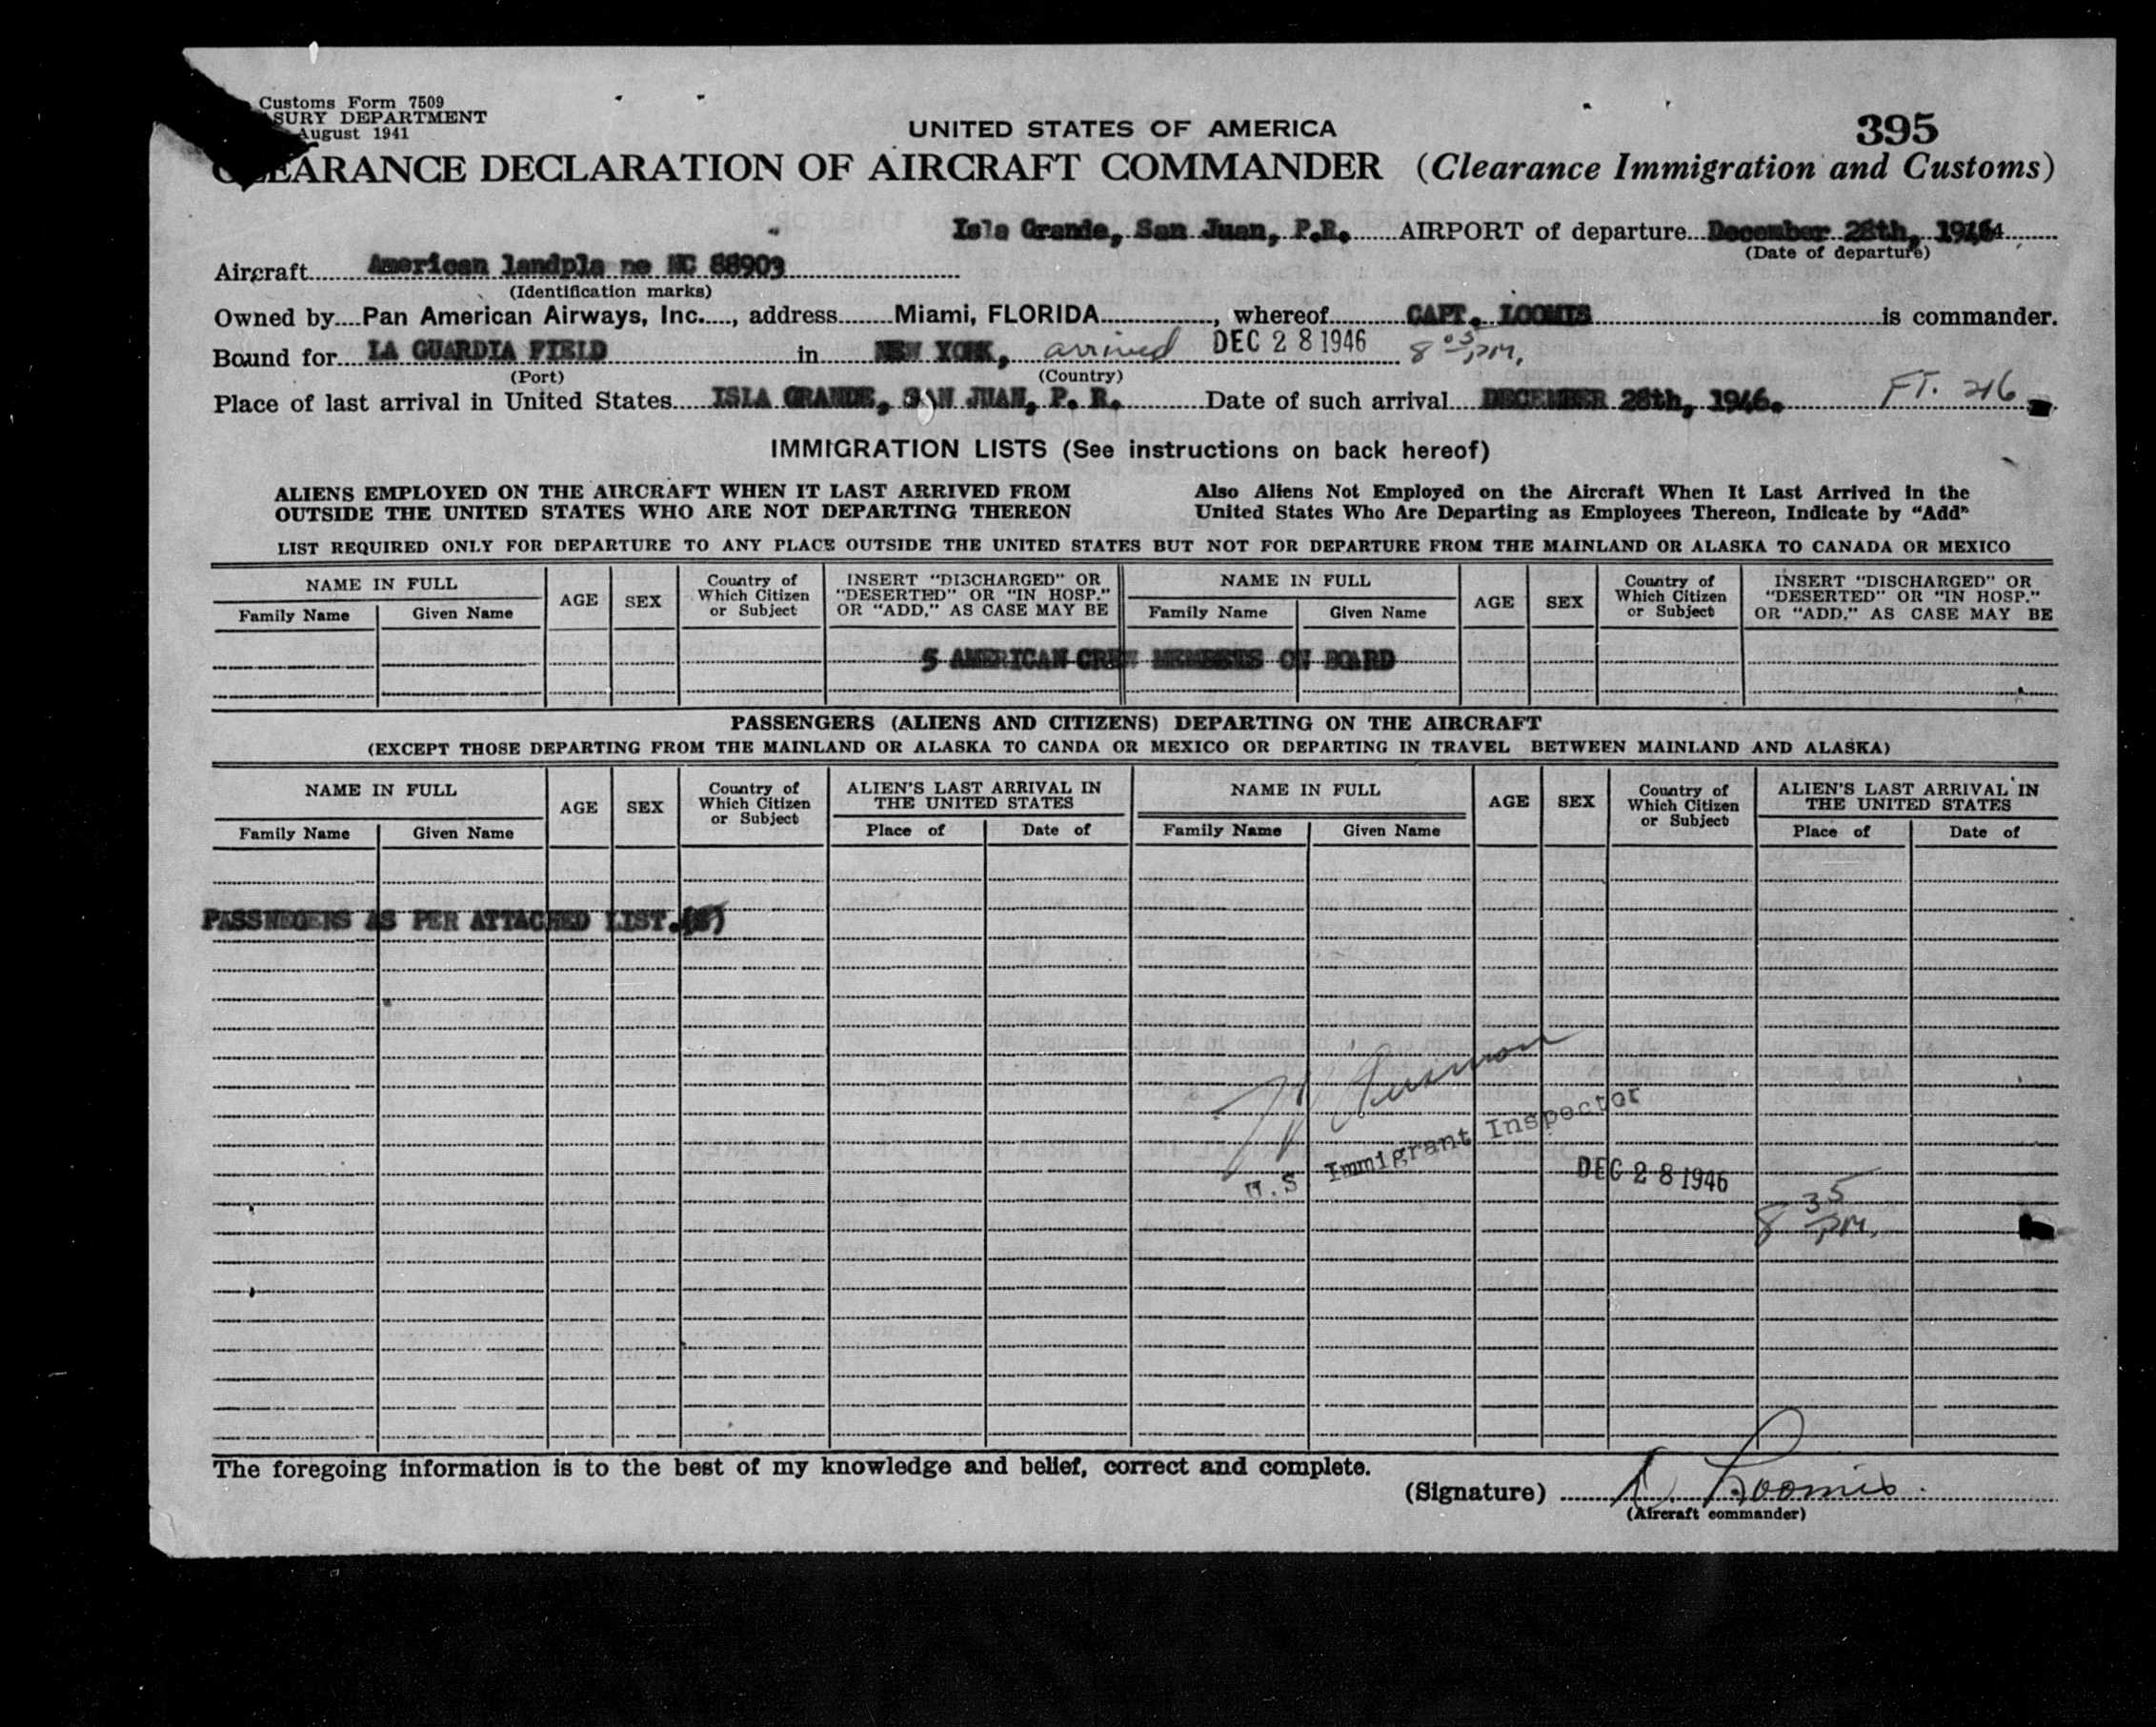 Customs Form 7509
ASURY DEPARTMENT
August 1941
UNITED STATES OF AMERICA
395
CLEARANCE DECLARATION OF AIRCRAFT COMMANDER (Clearance Immigration and Customs)
Isla Grande, San Juan, P.R. AIRPORT of departure December 28th, 1946
(Date of departure)
Aircraft American landpla ne NC 88903
(Identification marks)
Owned by Pan American Airways, Inc., address Miami, FLORIDA, whereof CAPT. LOOMIS is commander.
Bound for LA GUARDIA FIELD in NEW YORK, arrived DEC 28 1946 8 05 PM.
(Port) (Country)
Place of last arrival in United States ISLA GRANDE, SAN JUAN, P. R. Date of such arrival DECEMBER 28th, 1946. FT. 216
IMMIGRATION LISTS (See instructions on back hereof)
ALIENS EMPLOYED ON THE AIRCRAFT WHEN IT LAST ARRIVED FROM
OUTSIDE THE UNITED STATES WHO ARE NOT DEPARTING THEREON
Also Aliens Not Employed on the Aircraft When It Last Arrived in the
United States Who Are Departing as Employees Thereon, Indicate by "Add"
LIST REQUIRED ONLY FOR DEPARTURE TO ANY PLACE OUTSIDE THE UNITED STATES BUT NOT FOR DEPARTURE FROM THE MAINLAND OR ALASKA TO CANADA OR MEXICO
NAME IN FULL
Family Name Given Name
AGE
SEX
Country of
Which Citizen
or Subject
INSERT "DISCHARGED" OR
"DESERTED" OR "IN HOSP."
OR "ADD," AS CASE MAY BE
NAME IN FULL
Family Name Given Name
AGE
SEX
Country of
Which Citizen
or Subject
INSERT "DISCHARGED" OR
"DESERTED" OR "IN HOSP."
OR "ADD," AS CASE MAY BE
5 AMERICAN CREW MEMBERS ON BOARD
PASSENGERS (ALIENS AND CITIZENS) DEPARTING ON THE AIRCRAFT
(EXCEPT THOSE DEPARTING FROM THE MAINLAND OR ALASKA TO CANDA OR MEXICO OR DEPARTING IN TRAVEL BETWEEN MAINLAND AND ALASKA)
NAME IN FULL
Family Name Given Name
AGE
SEX
Country of
Which Citizen
or Subject
ALIEN'S LAST ARRIVAL IN
THE UNITED STATES
Place of Date of
NAME IN FULL
Family Name Given Name
AGE
SEX
Country of
Which Citizen
or Subject
ALIEN'S LAST ARRIVAL IN
THE UNITED STATES
Place of Date of
PASSNEGERS AS PER ATTACHED LIST.
U.S Immigrant Inspector
DEC 28 1946
8 35 PM.
The foregoing information is to the best of my knowledge and belief, correct and complete.
(Signature) Loomis
(Aircraft commander)